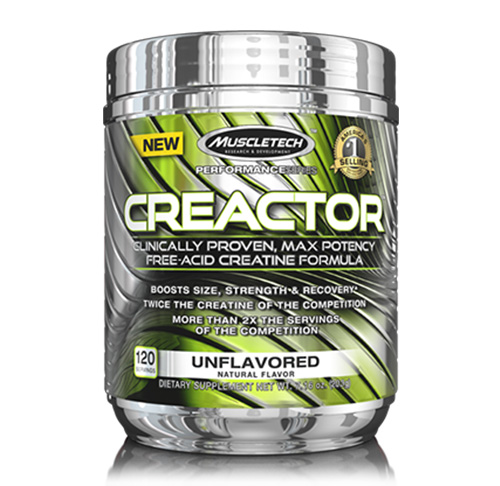 NEW
MUSCLETECH
RESEARCH & DEVELOPMENT
AMERICA'S
#1
SELLING
PERFORMANCE SERIES
CREACTOR
CLINICALLY PROVEN, MAX POTENCY
FREE-ACID CREATINE FORMULA
BOOSTS SIZE, STRENGTH & RECOVERY
TWICE THE CREATINE OF THE COMPETITION
MORE THAN 2X THE SERVINGS
OF THE COMPETITION
120
SERVINGS
UNFLAVORED
NATURAL FLAVOR
DIETARY SUPPLEMENT NET WT.